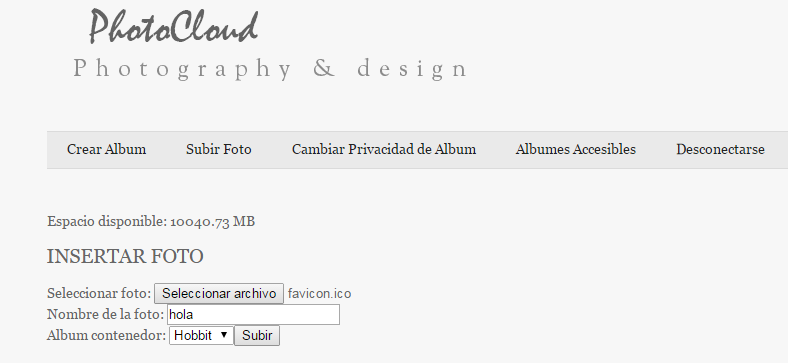 PhotoCloud
Photography & design
Crear Album Subir Foto Cambiar Privacidad de Album Albumes Accesibles Desconectarse
Espacio disponible: 10040.73 MB
INSERTAR FOTO
Seleccionar foto: Seleccionar archivo favicon.ico
Nombre de la foto: hola
Album contenedor: Hobbit Subir